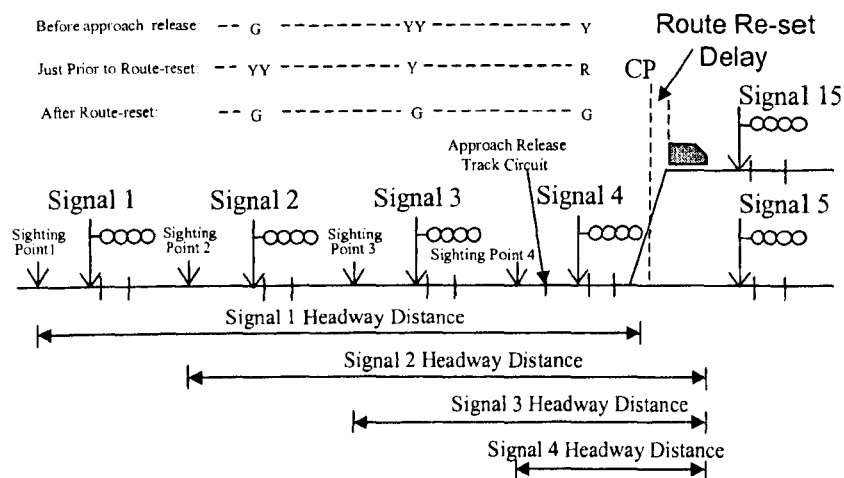 Before approach release: -- G -------- YY -------- Y
Just Prior to Route-reset: -- YY ------- Y --------- R
After Route-reset: -- G --------- G --------- G
Route Re-set
Delay
CP
Signal 15
Approach Release
Track Circuit
Signal 1
Signal 2
Signal 3
Signal 4
Signal 5
Sighting
Point1
Sighting
Point 2
Sighting
Point 3
Sighting Point 4
Signal 1 Headway Distance
Signal 2 Headway Distance
Signal 3 Headway Distance
Signal 4 Headway Distance